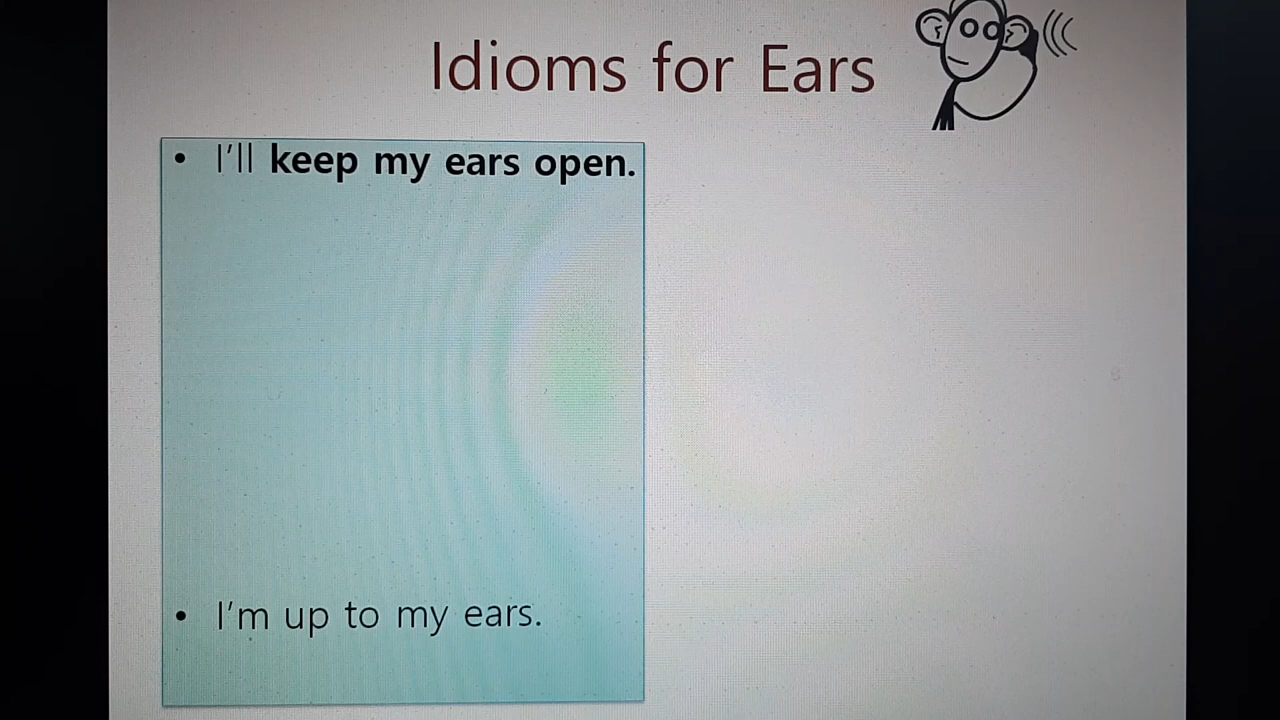 Idioms for Ears
• I'll keep my ears open.
• I'm up to my ears.